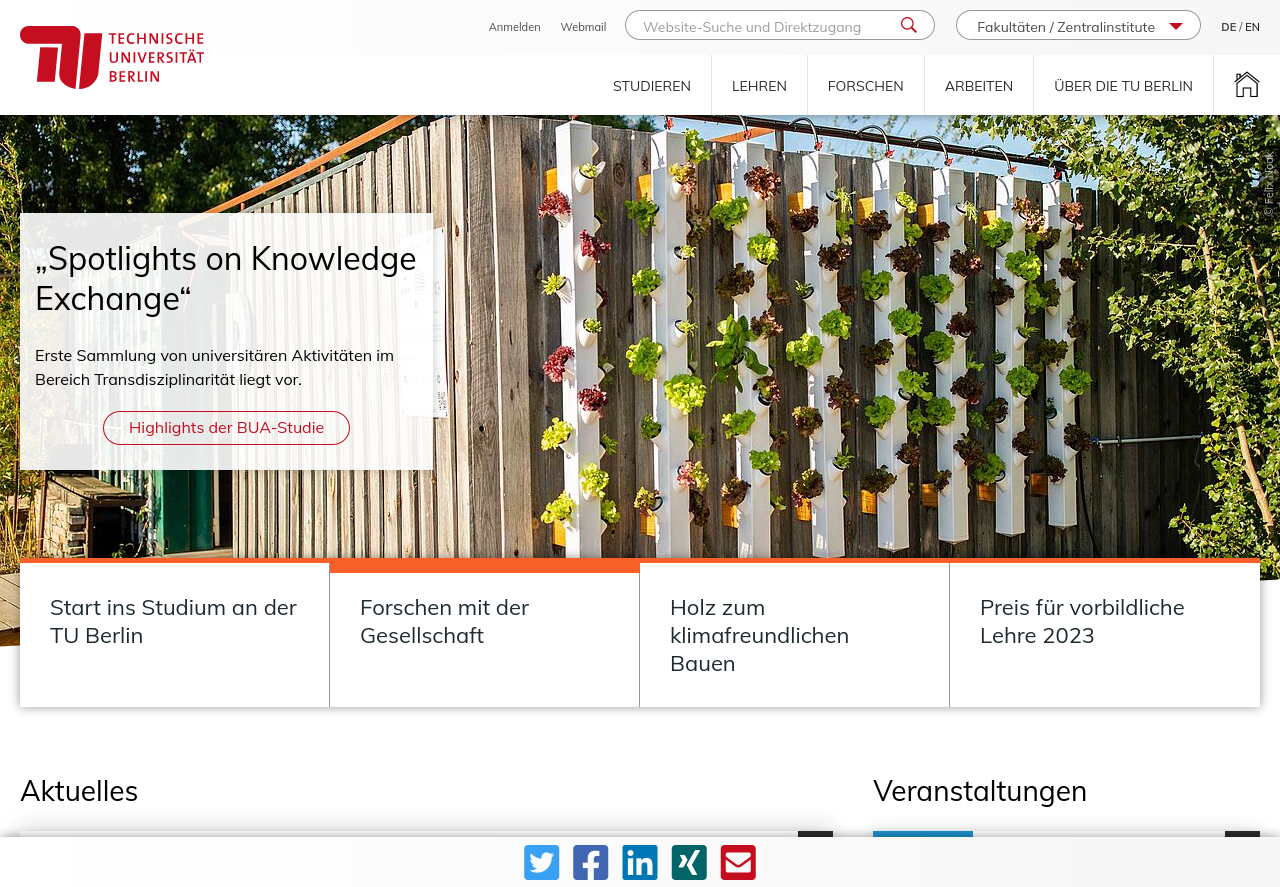 TECHNISCHE
UNIVERSITÄT
BERLIN
Anmelden
Webmail
Website-Suche und Direktzugang
Fakultäten / Zentralinstitute
DE / EN
STUDIEREN
LEHREN
FORSCHEN
ARBEITEN
ÜBER DIE TU BERLIN
„Spotlights on Knowledge
Exchange“
Erste Sammlung von universitären Aktivitäten im
Bereich Transdisziplinarität liegt vor.
Highlights der BUA-Studie
Start ins Studium an der
TU Berlin
Forschen mit der
Gesellschaft
Holz zum
klimafreundlichen
Bauen
Preis für vorbildliche
Lehre 2023
Aktuelles
Veranstaltungen